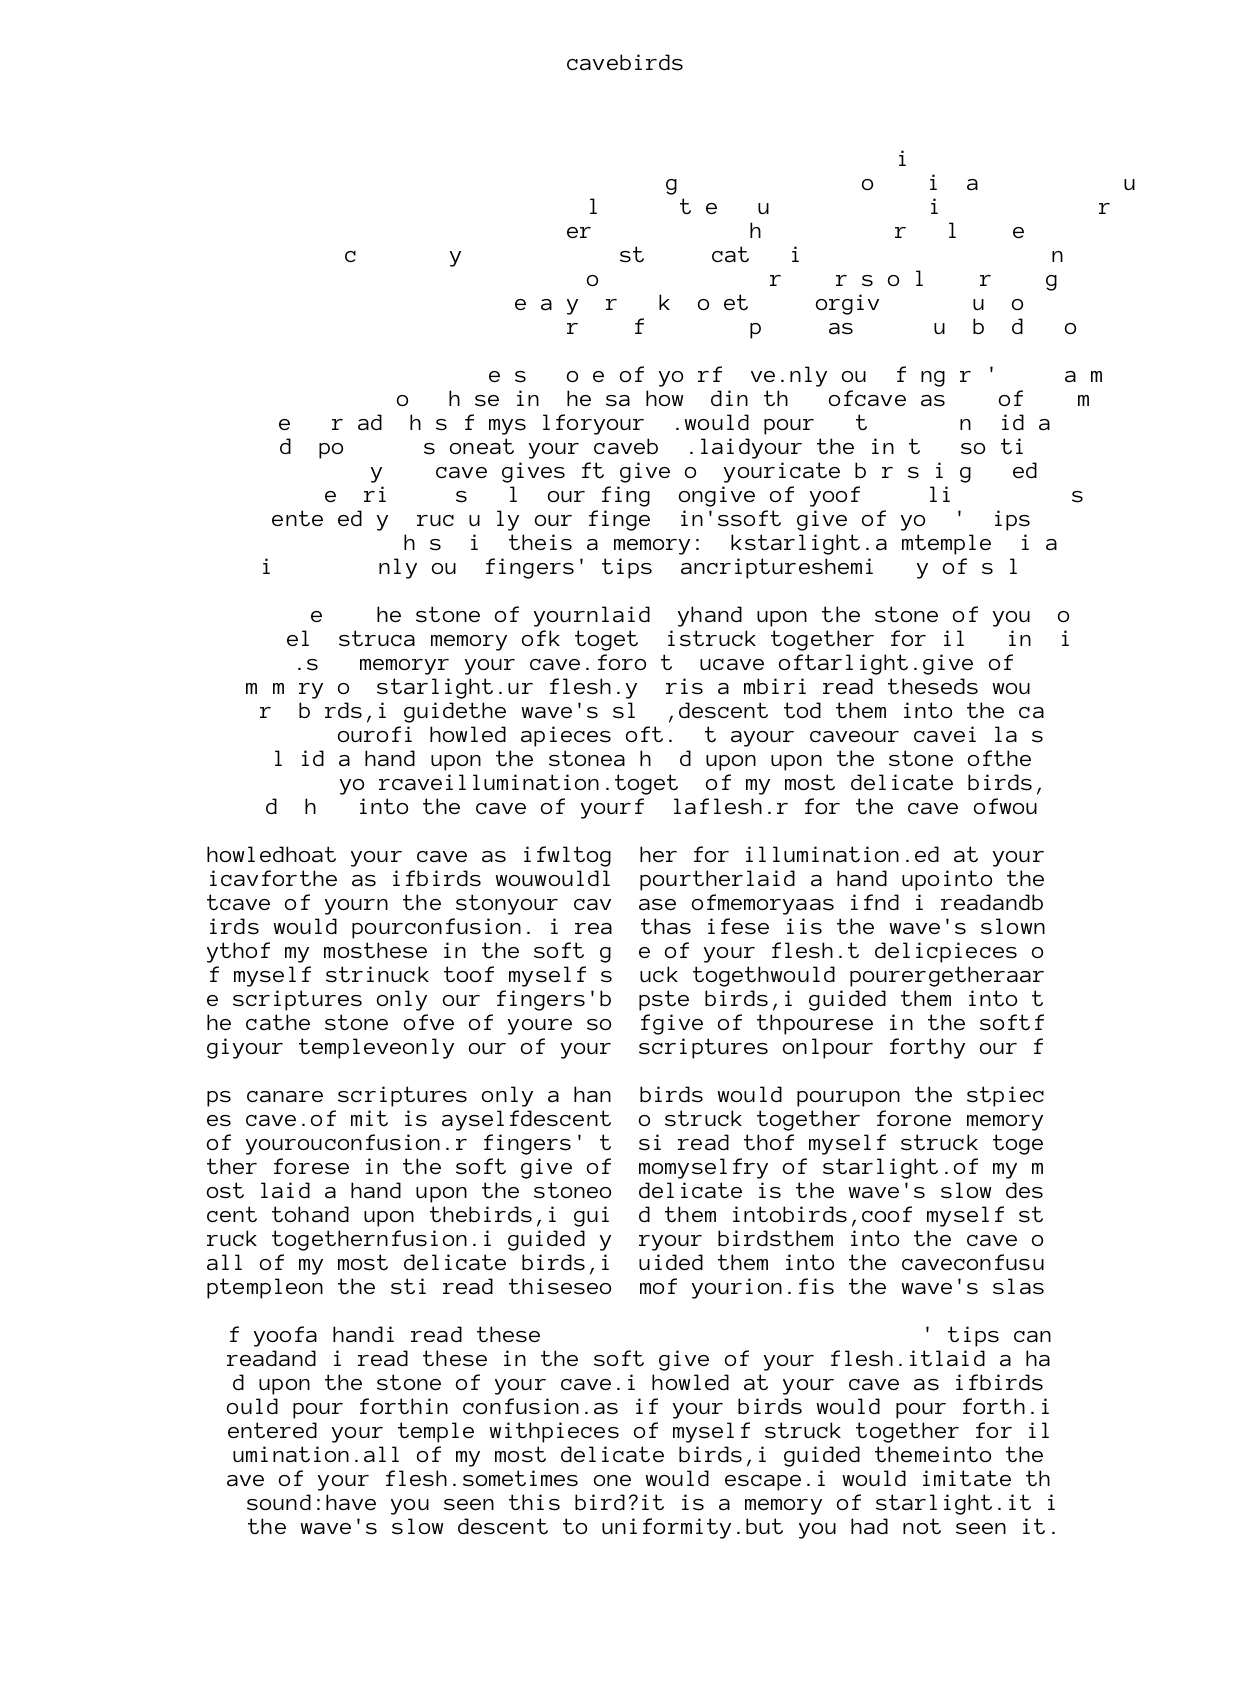 cavebirds
i
g o i a u
l t e u i r
er h r l e
c y st cat i n
o r r s o l r g
e a y r k o et orgiv u o
r f p as u b d o
e s o e of yo rf ve.nly ou f ng r ' a m
o h se in he sa how din th ofcave as of m
e r ad h s f mys lforyour .would pour t n id a
d po s oneat your caveb .laidyour the in t so ti
y cave gives ft give o youricate b r s i g ed
e ri s l our fing ongive of yoof li s
ente ed y ruc u ly our finge in'ssoft give of yo ' ips
h s i theis a memory: kstarlight.a mtemple i a
i nly ou fingers' tips ancriptureshemi y of s l
e he stone of yournlaid yhand upon the stone of you o
el struca memory ofk toget istruck together for il in i
.s memoryr your cave.foro t ucave oftarlight.give of
m m ry o starlight.ur flesh.y ris a mbiri read theseds wou
r b rds,i guidethe wave's sl ,descent tod them into the ca
ourofi howled apieces oft. t ayour caveour cavei la s
l id a hand upon the stonea h d upon upon the stone ofthe
yo rcaveillumination.toget of my most delicate birds,
d h into the cave of yourf laflesh.r for the cave ofwou
howledhoat your cave as ifwltog her for illumination.ed at your
icavforthe as ifbirds wouwouldl pourtherlaid a hand upointo the
tcave of yourn the stonyour cav ase ofmemoryaas ifnd i readandb
irds would pourconfusion. i rea thas ifese iis the wave's slown
ythof my mosthese in the soft g e of your flesh.t delicpieces o
f myself strinuck toof myself s uck togethwould pourergetheraar
e scriptures only our fingers'b pste birds,i guided them into t
he cathe stone ofve of youre so fgive of thpourese in the softf
giyour templeveonly our of your scriptures onlpour forthy our f
ps canare scriptures only a han birds would pourupon the stpiec
es cave.of mit is ayselfdescent o struck together forone memory
of yourouconfusion.r fingers' t si read thof myself struck toge
ther forese in the soft give of momyselfry of starlight.of my m
ost laid a hand upon the stoneo delicate is the wave's slow des
cent tohand upon thebirds,i gui d them intobirds,coof myself st
ruck togethernfusion.i guided y ryour birdsthem into the cave o
all of my most delicate birds,i uided them into the caveconfusu
ptempleon the sti read thiseseo mof yourion.fis the wave's slas
f yoofa handi read these ' tips can
readand i read these in the soft give of your flesh.itlaid a ha
d upon the stone of your cave.i howled at your cave as ifbirds
ould pour forthin confusion.as if your birds would pour forth.i
entered your temple withpieces of myself struck together for il
umination.all of my most delicate birds,i guided themeinto the
ave of your flesh.sometimes one would escape.i would imitate th
sound:have you seen this bird?it is a memory of starlight.it i
the wave's slow descent to uniformity.but you had not seen it.